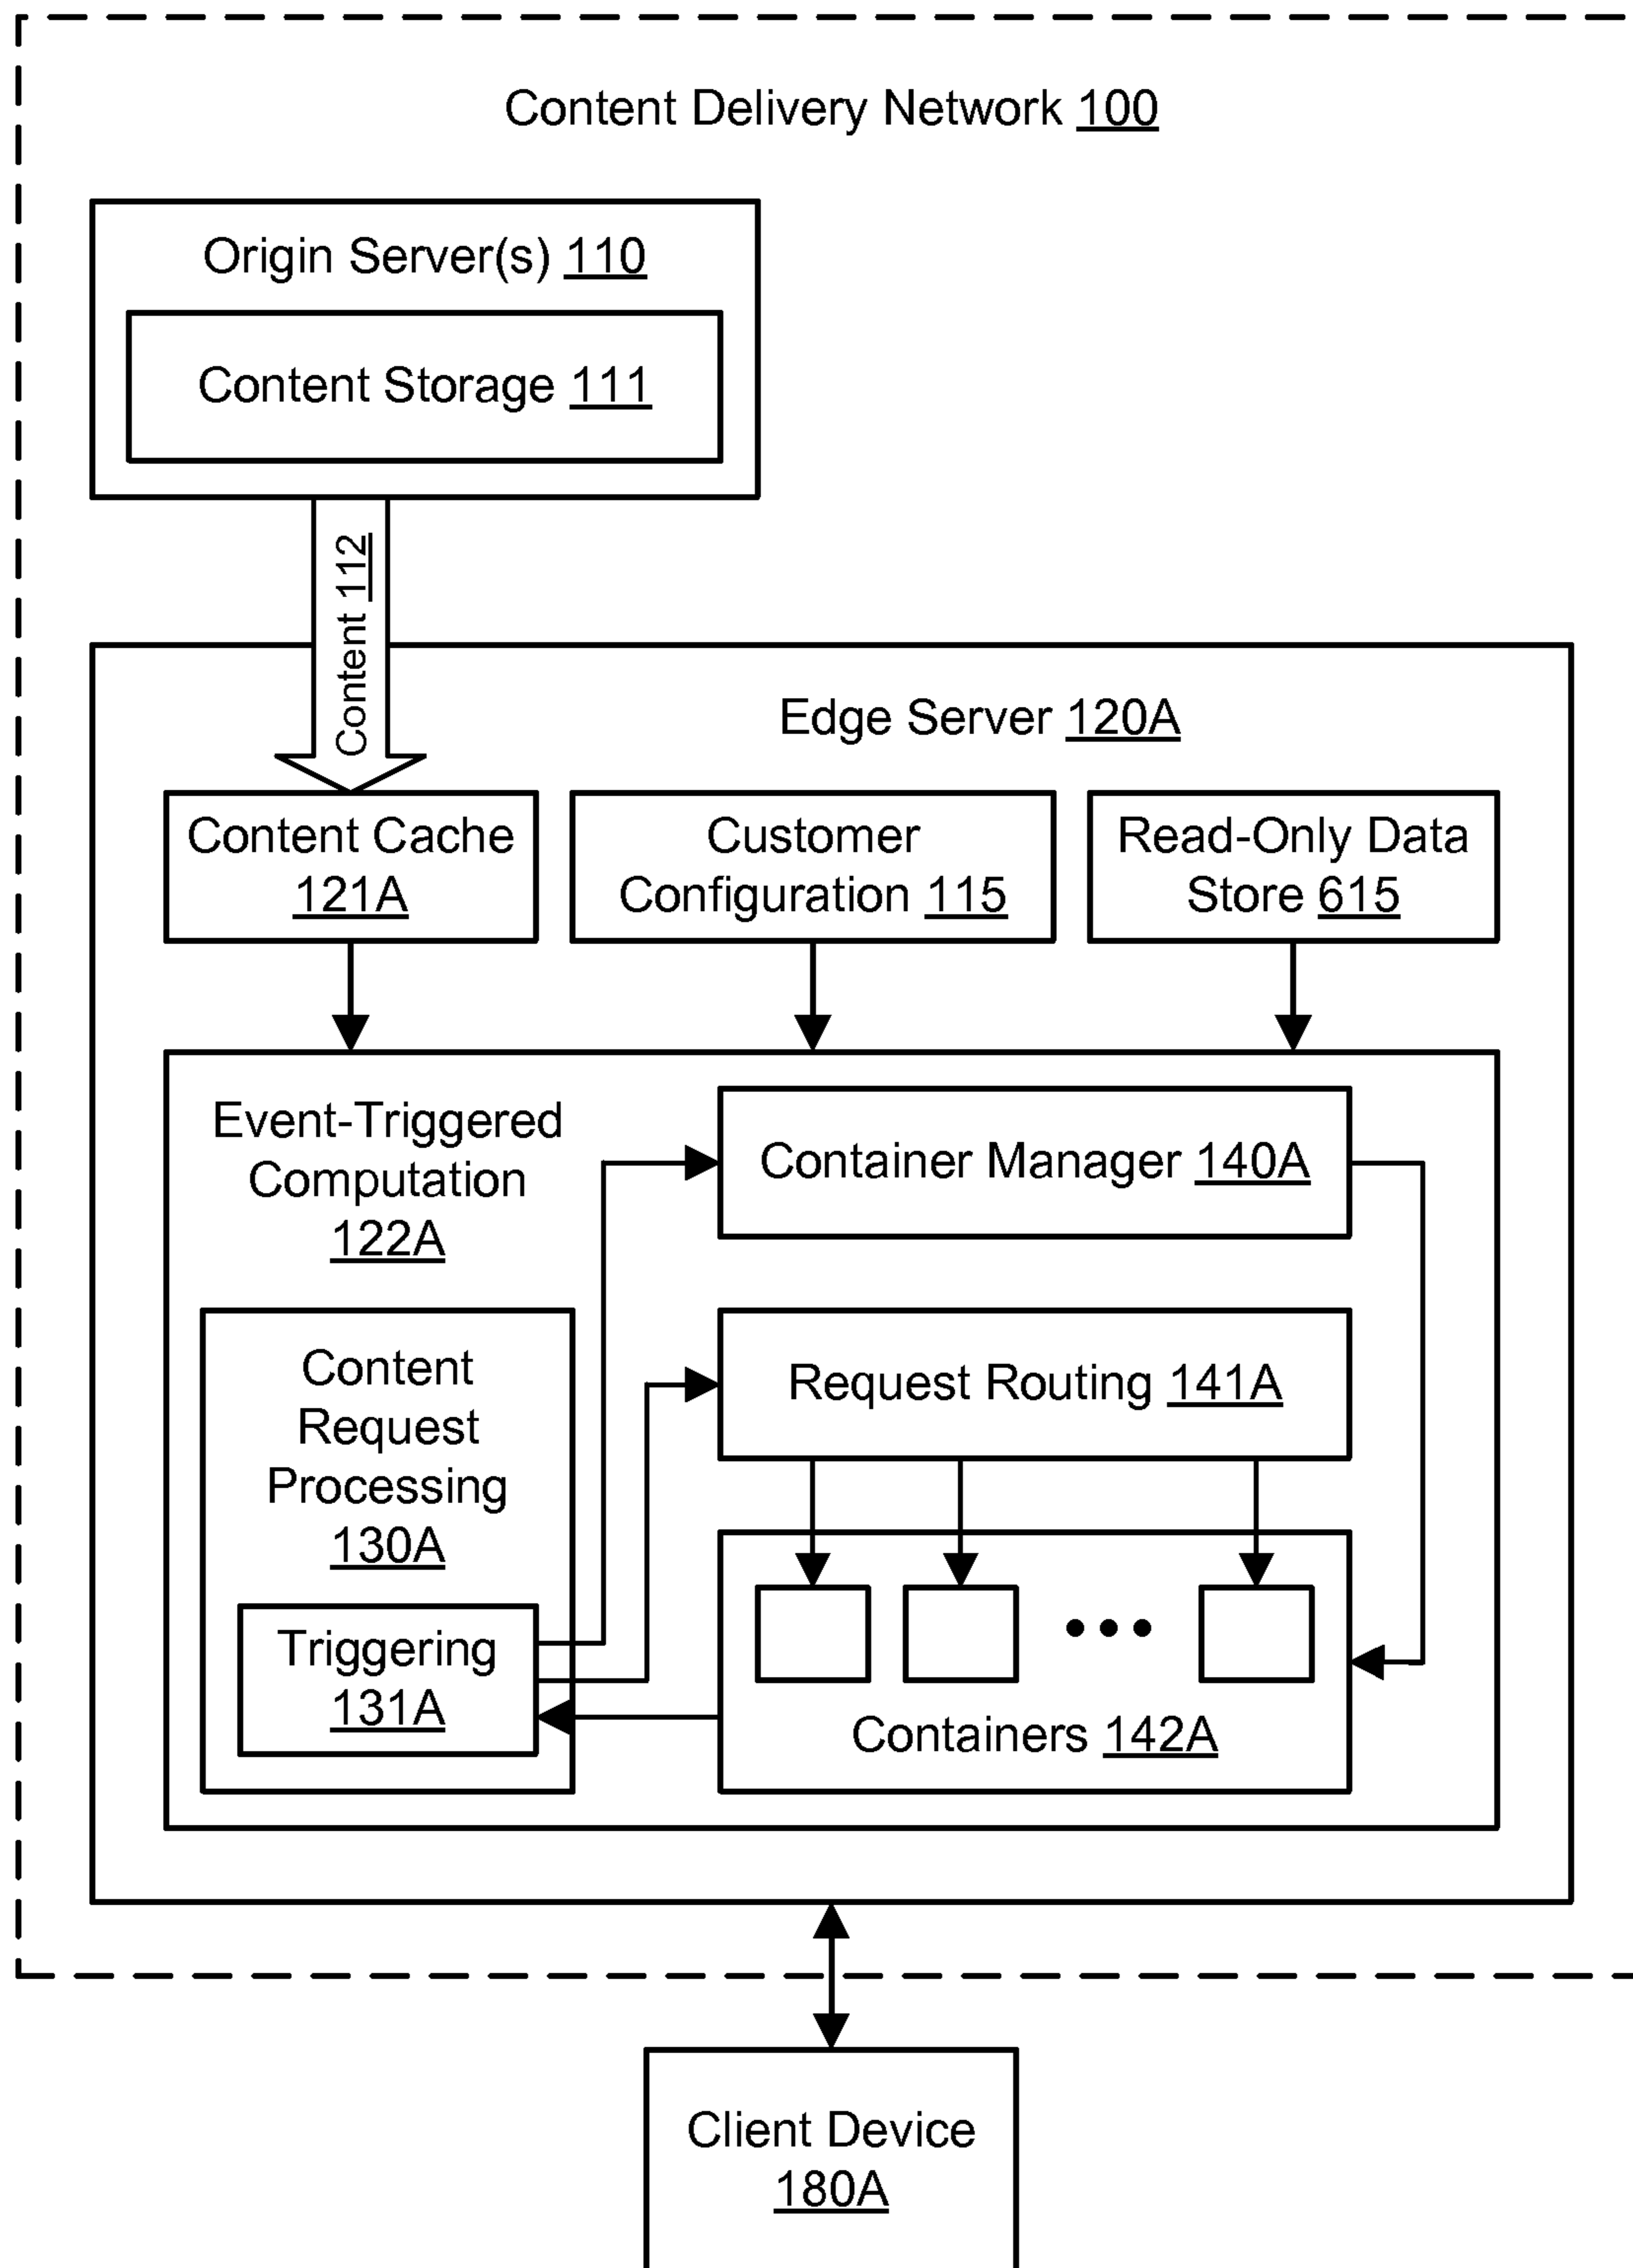 Content Delivery Network 100
Origin Server(s) 110
Content Storage 111
Content 112
Edge Server 120A
Content Cache
121A
Customer
Configuration 115
Read-Only Data
Store 615
Event-Triggered
Computation
122A
Container Manager 140A
Content
Request
Processing
130A
Request Routing 141A
Triggering
131A
Containers 142A
Client Device
180A